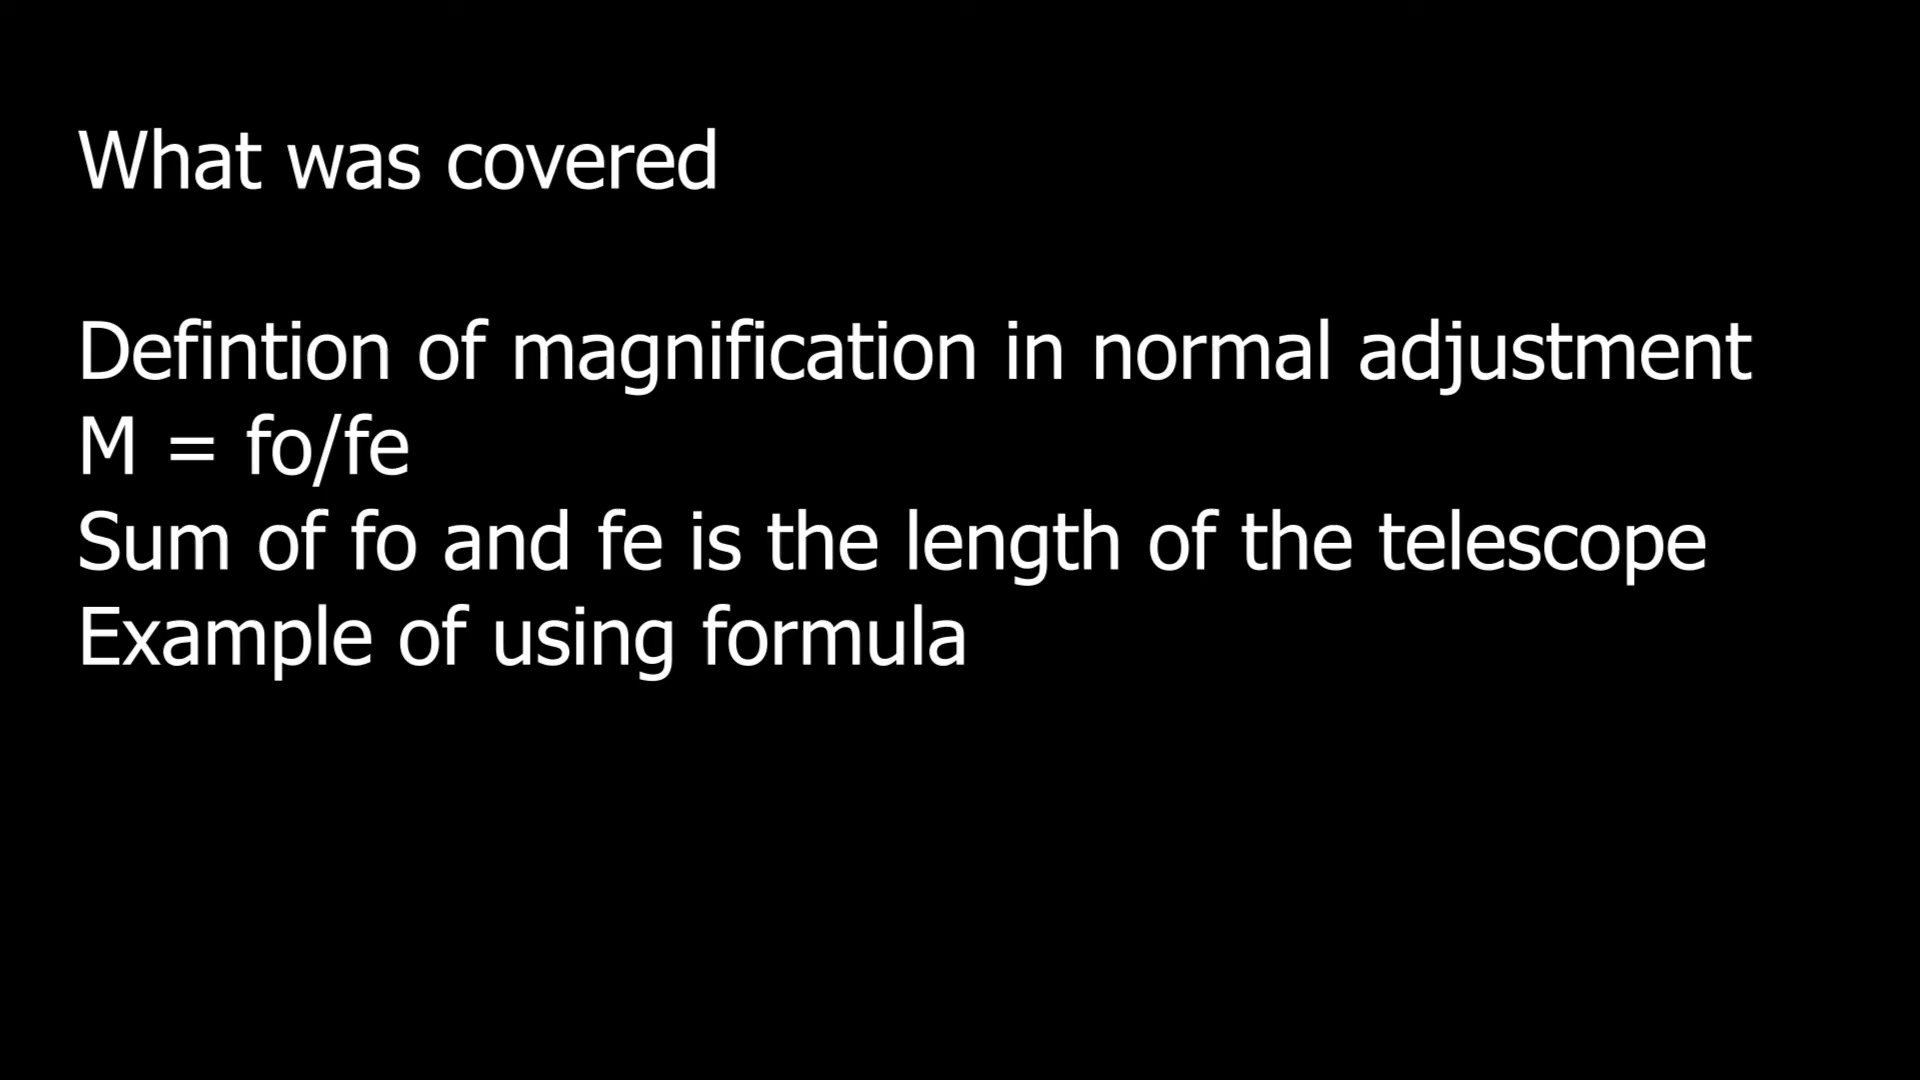 What was covered
Defintion of magnification in normal adjustment
M = fo/fe
Sum of fo and fe is the length of the telescope
Example of using formula